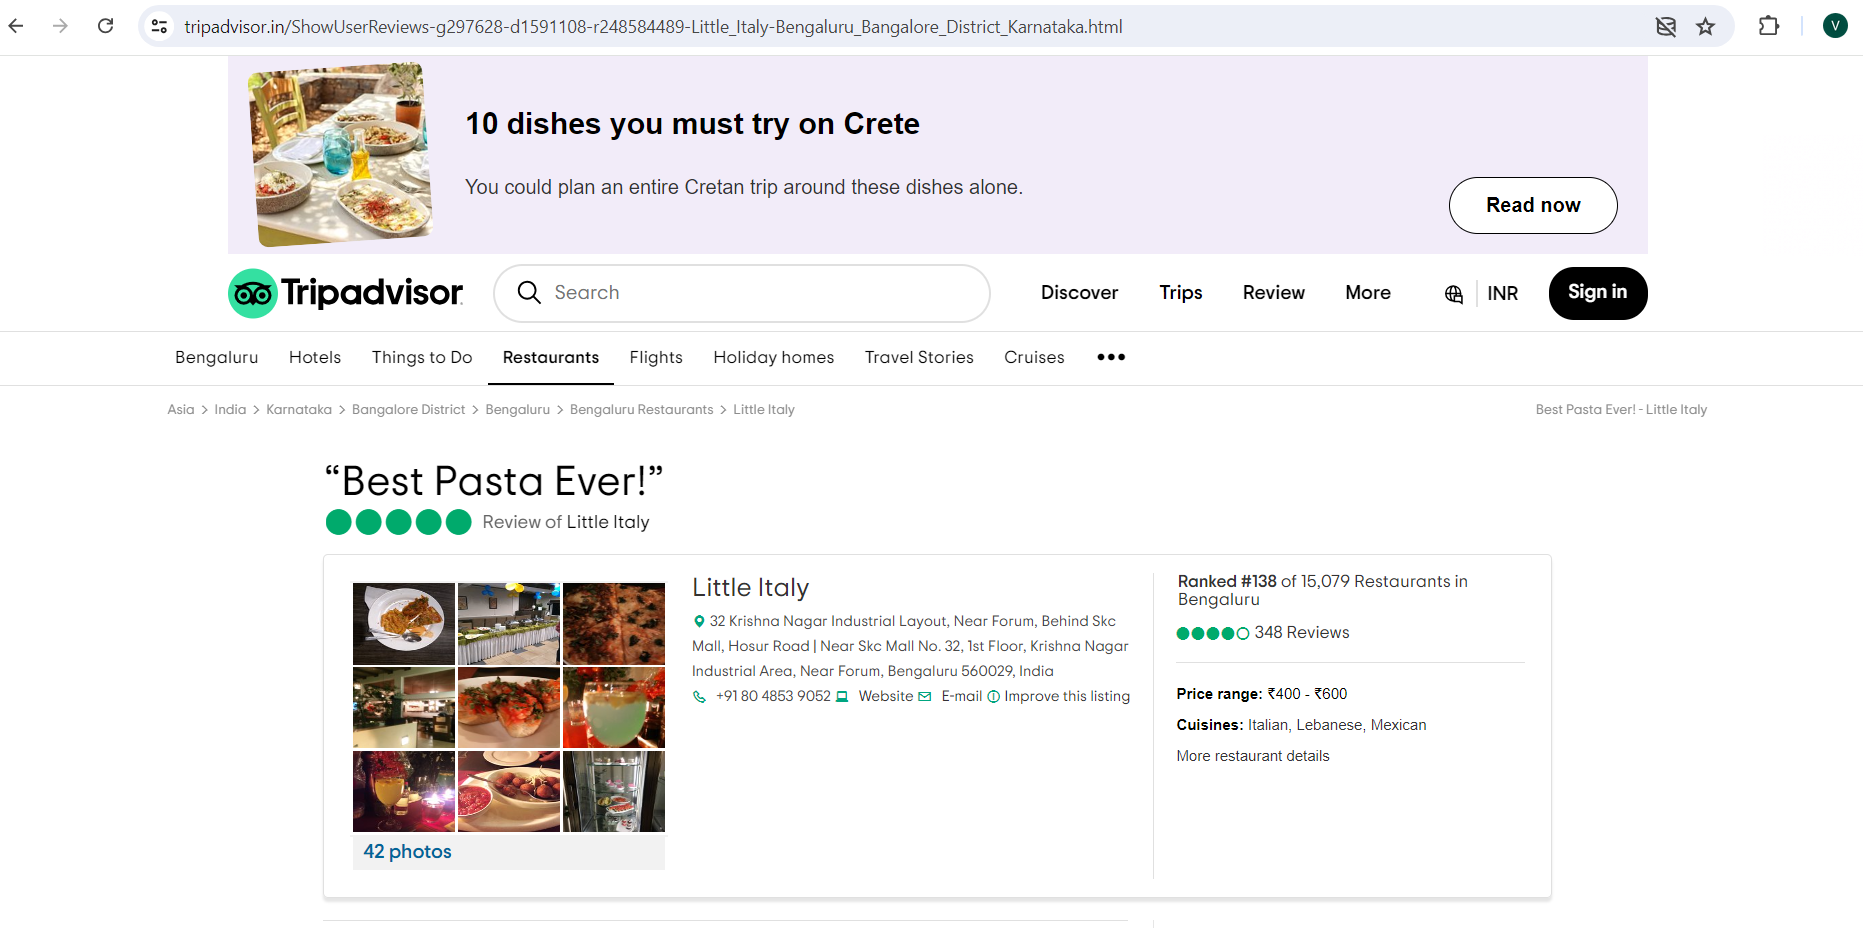 tripadvisor.in/ShowUserReviews-g297628-d1591108-r248584489-Little_Italy-Bengaluru_Bangalore_District_Karnataka.html
V
10 dishes you must try on Crete
You could plan an entire Cretan trip around these dishes alone.
Read now
Tripadvisor
Search
Discover
Trips
Review
More
INR
Sign in
Bengaluru
Hotels
Things to Do
Restaurants
Flights
Holiday homes
Travel Stories
Cruises
•••
Asia > India > Karnataka > Bangalore District > Bengaluru > Bengaluru Restaurants > Little Italy
Best Pasta Ever! - Little Italy
“Best Pasta Ever!”
Review of Little Italy
42 photos
Little Italy
32 Krishna Nagar Industrial Layout, Near Forum, Behind Skc
Mall, Hosur Road | Near Skc Mall No. 32, 1st Floor, Krishna Nagar
Industrial Area, Near Forum, Bengaluru 560029, India
+91 80 4853 9052 Website E-mail Improve this listing
Ranked #138 of 15,079 Restaurants in
Bengaluru
348 Reviews
Price range: ₹400 - ₹600
Cuisines: Italian, Lebanese, Mexican
More restaurant details